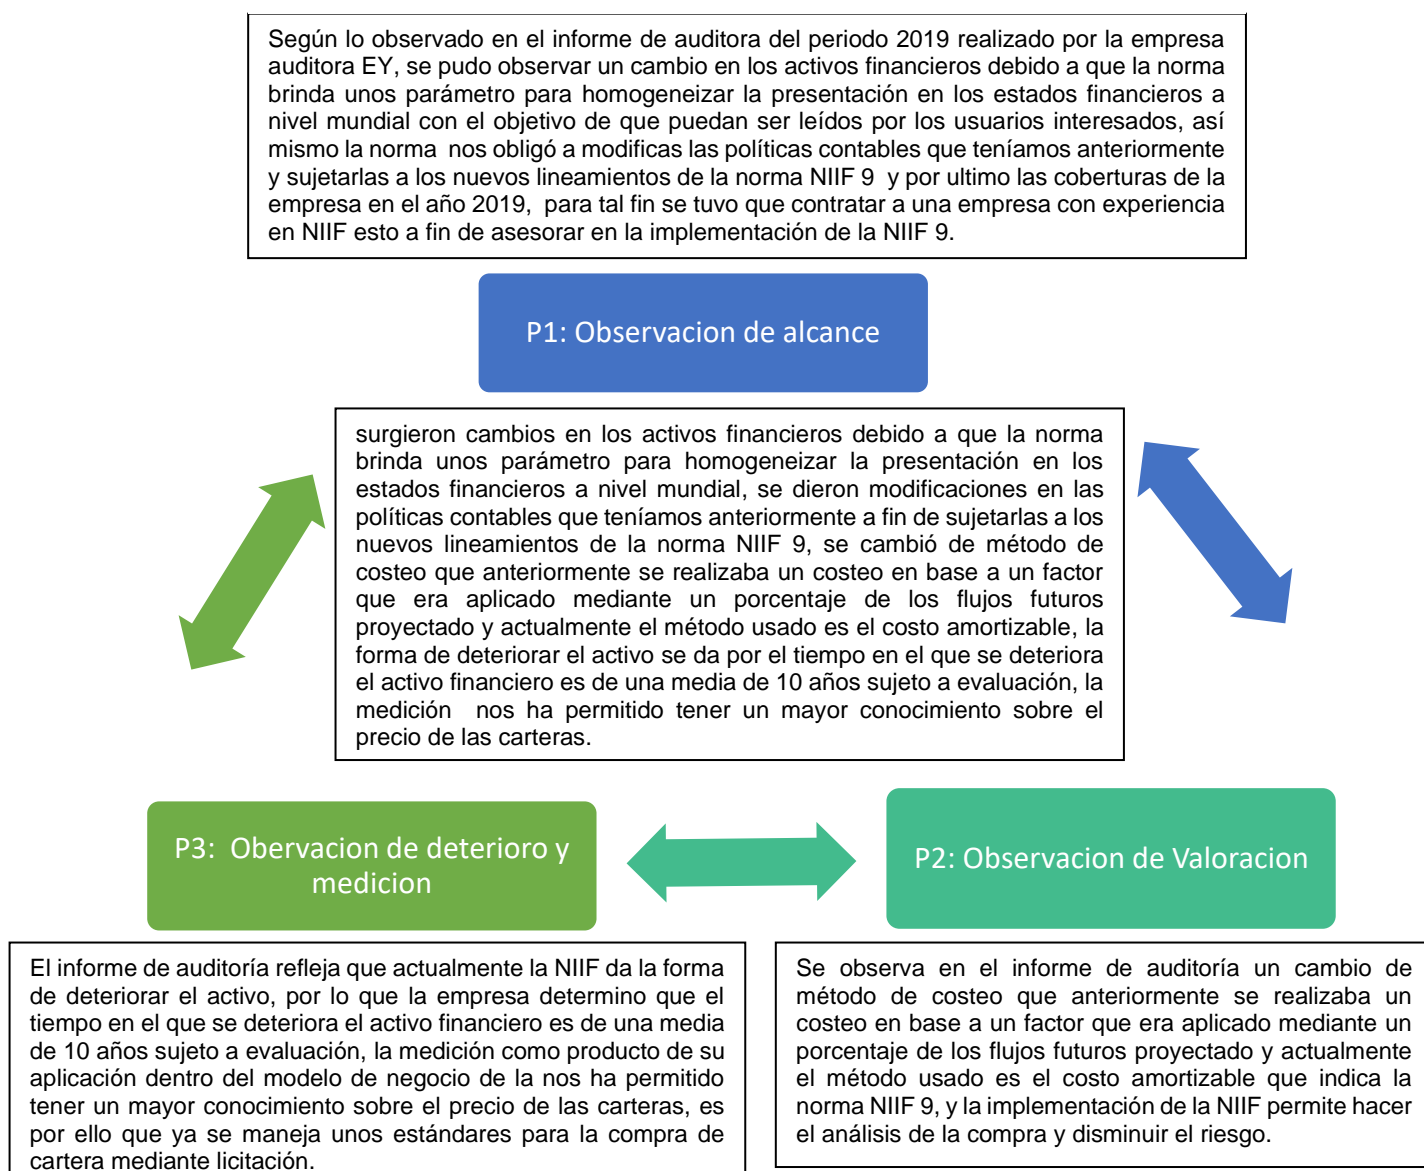 Según lo observado en el informe de auditora del periodo 2019 realizado por la empresa
auditora EY, se pudo observar un cambio en los activos financieros debido a que la norma
brinda unos parámetro para homogeneizar la presentación en los estados financieros a
nivel mundial con el objetivo de que puedan ser leídos por los usuarios interesados, así
mismo la norma nos obligó a modificas las políticas contables que teníamos anteriormente
y sujetarlas a los nuevos lineamientos de la norma NIIF 9 y por ultimo las coberturas de la
empresa en el año 2019, para tal fin se tuvo que contratar a una empresa con experiencia
en NIIF esto a fin de asesorar en la implementación de la NIIF 9.
P1: Observacion de alcance
surgieron cambios en los activos financieros debido a que la norma
brinda unos parámetro para homogeneizar la presentación en los
estados financieros a nivel mundial, se dieron modificaciones en las
políticas contables que teníamos anteriormente a fin de sujetarlas a los
nuevos lineamientos de la norma NIIF 9, se cambió de método de
costeo que anteriormente se realizaba un costeo en base a un factor
que era aplicado mediante un porcentaje de los flujos futuros
proyectado y actualmente el método usado es el costo amortizable, la
forma de deteriorar el activo se da por el tiempo en el que se deteriora
el activo financiero es de una media de 10 años sujeto a evaluación, la
medición nos ha permitido tener un mayor conocimiento sobre el
precio de las carteras.
P3: Obervacion de deterioro y
medicion
P2: Observacion de Valoracion
El informe de auditoría refleja que actualmente la NIIF da la forma
de deteriorar el activo, por lo que la empresa determino que el
tiempo en el que se deteriora el activo financiero es de una media
de 10 años sujeto a evaluación, la medición como producto de su
aplicación dentro del modelo de negocio de la nos ha permitido
tener un mayor conocimiento sobre el precio de las carteras, es
por ello que ya se maneja unos estándares para la compra de
cartera mediante licitación.
Se observa en el informe de auditoría un cambio de
método de costeo que anteriormente se realizaba un
costeo en base a un factor que era aplicado mediante un
porcentaje de los flujos futuros proyectado y actualmente
el método usado es el costo amortizable que indica la
norma NIIF 9, y la implementación de la NIIF permite hacer
el análisis de la compra y disminuir el riesgo.